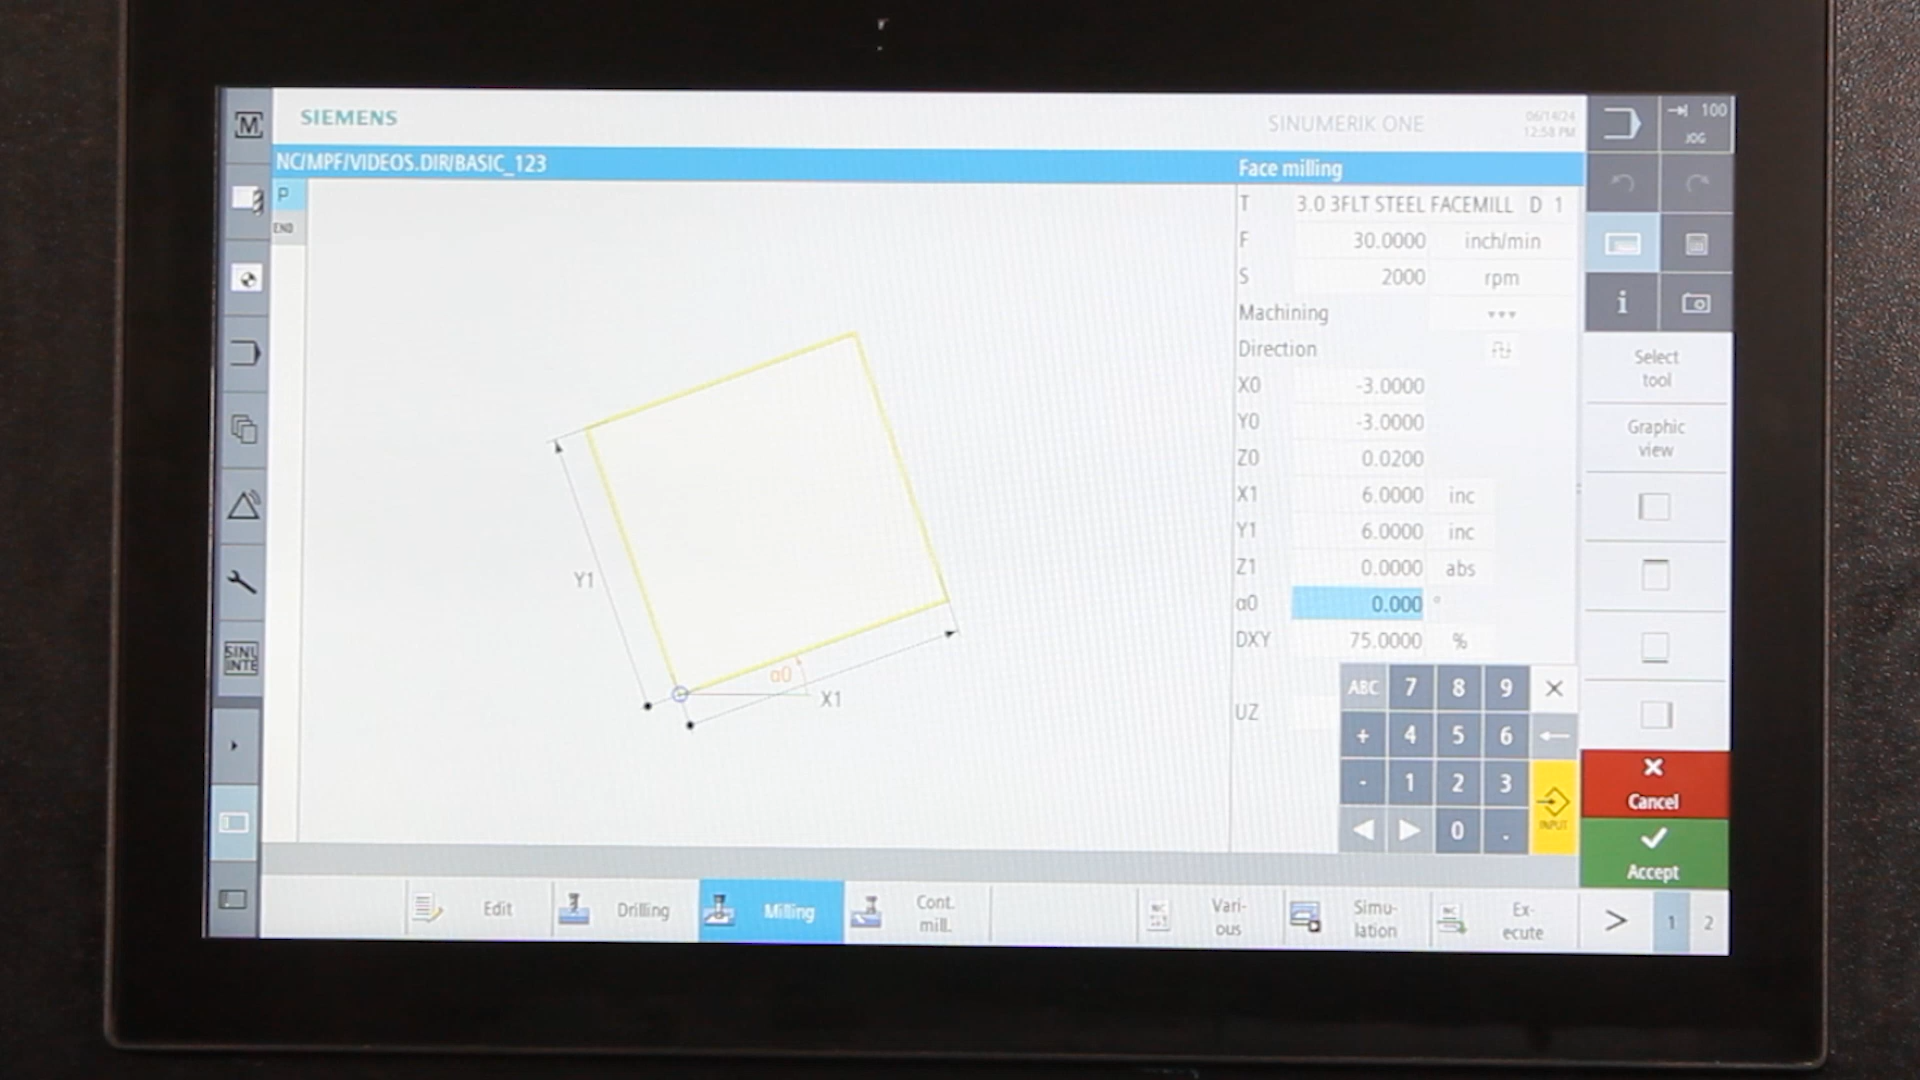 SIEMENS
SINUMERIK ONE
06/14/24
12:58 PM
100
JOG
M
NC/MPF/VIDEOS.DIR/BASIC_123
Face milling
P
END
T 3.0 3FLT STEEL FACEMILL D 1
F 30.0000 inch/min
S 2000 rpm
Machining ▾▾▾
Direction
X0 -3.0000
Y0 -3.0000
Z0 0.0200
X1 6.0000 inc
Y1 6.0000 inc
Z1 0.0000 abs
α0 0.000 °
DXY 75.0000 %
UZ
Y1
α0
X1
SINU
INTE
ABC 7 8 9
+ 4 5 6
- 1 2 3
0 .
INPUT
i
Select
tool
Graphic
view
Cancel
Accept
Edit
Drilling
Milling
Cont.
mill.
Vari-
ous
Simu-
lation
NC
Ex-
ecute
> 1 2